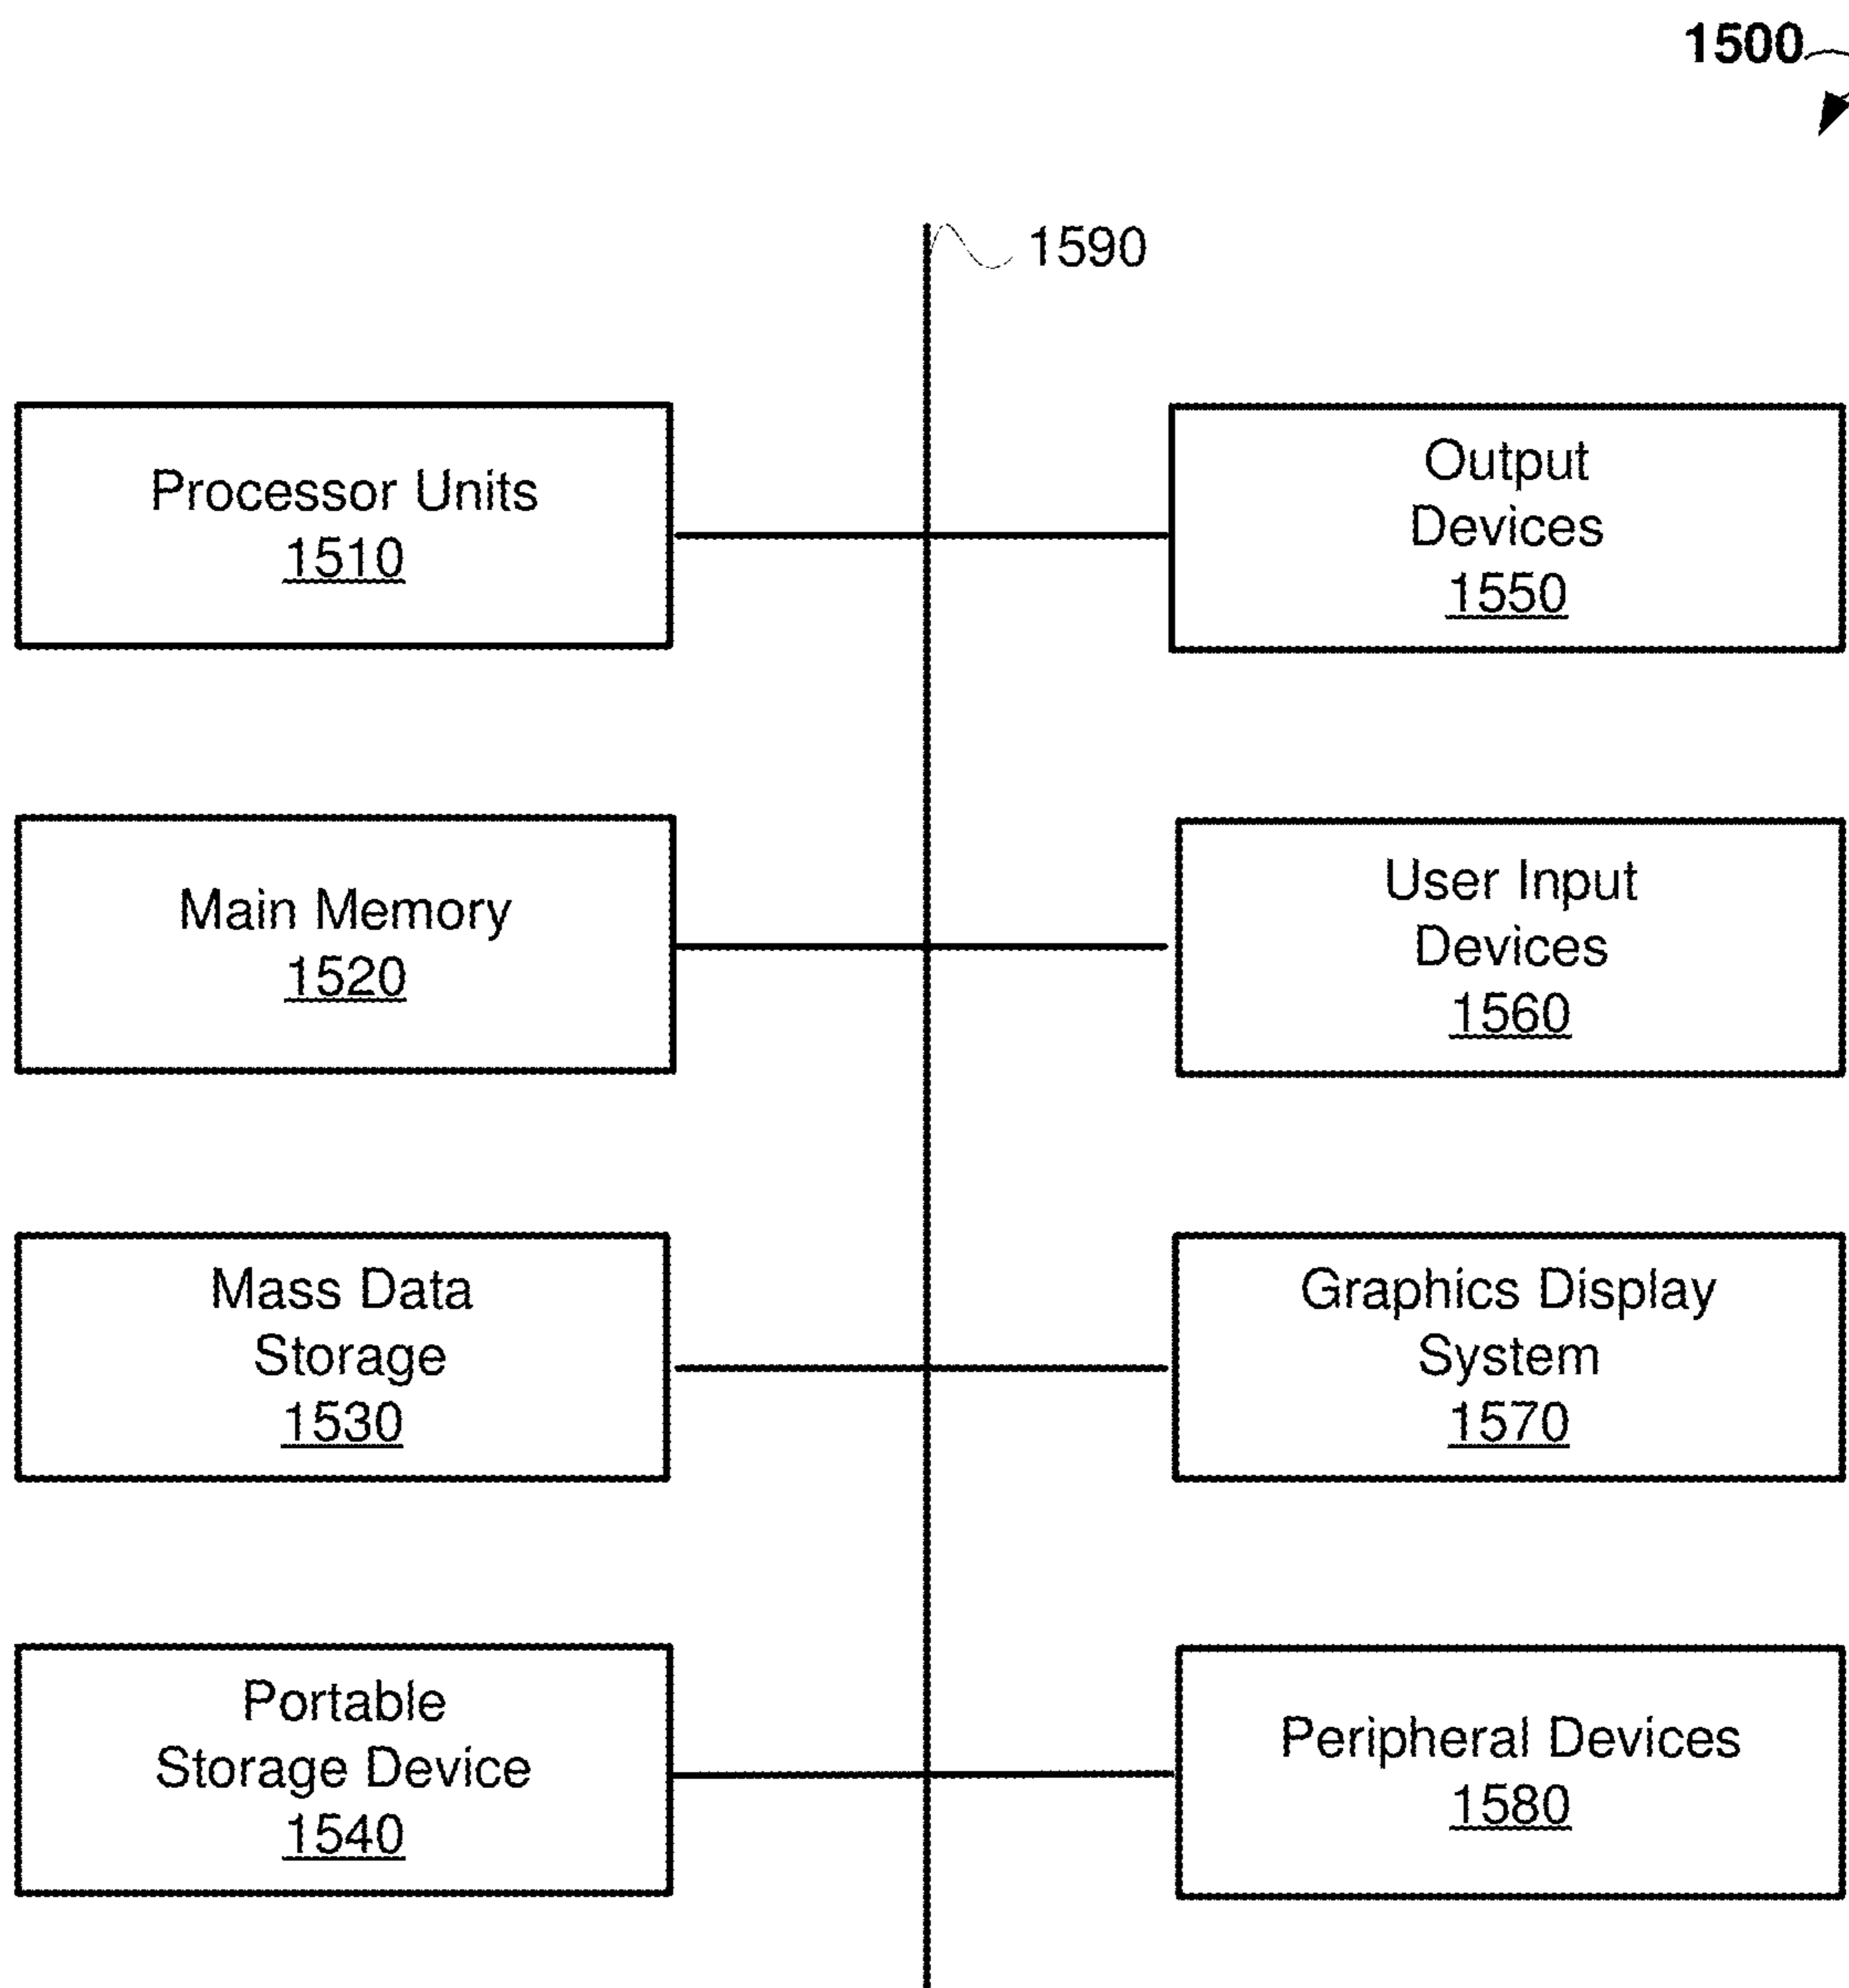 1500
1590
Processor Units
1510
Output
Devices
1550
Main Memory
1520
User Input
Devices
1560
Mass Data
Storage
1530
Graphics Display
System
1570
Portable
Storage Device
1540
Peripheral Devices
1580